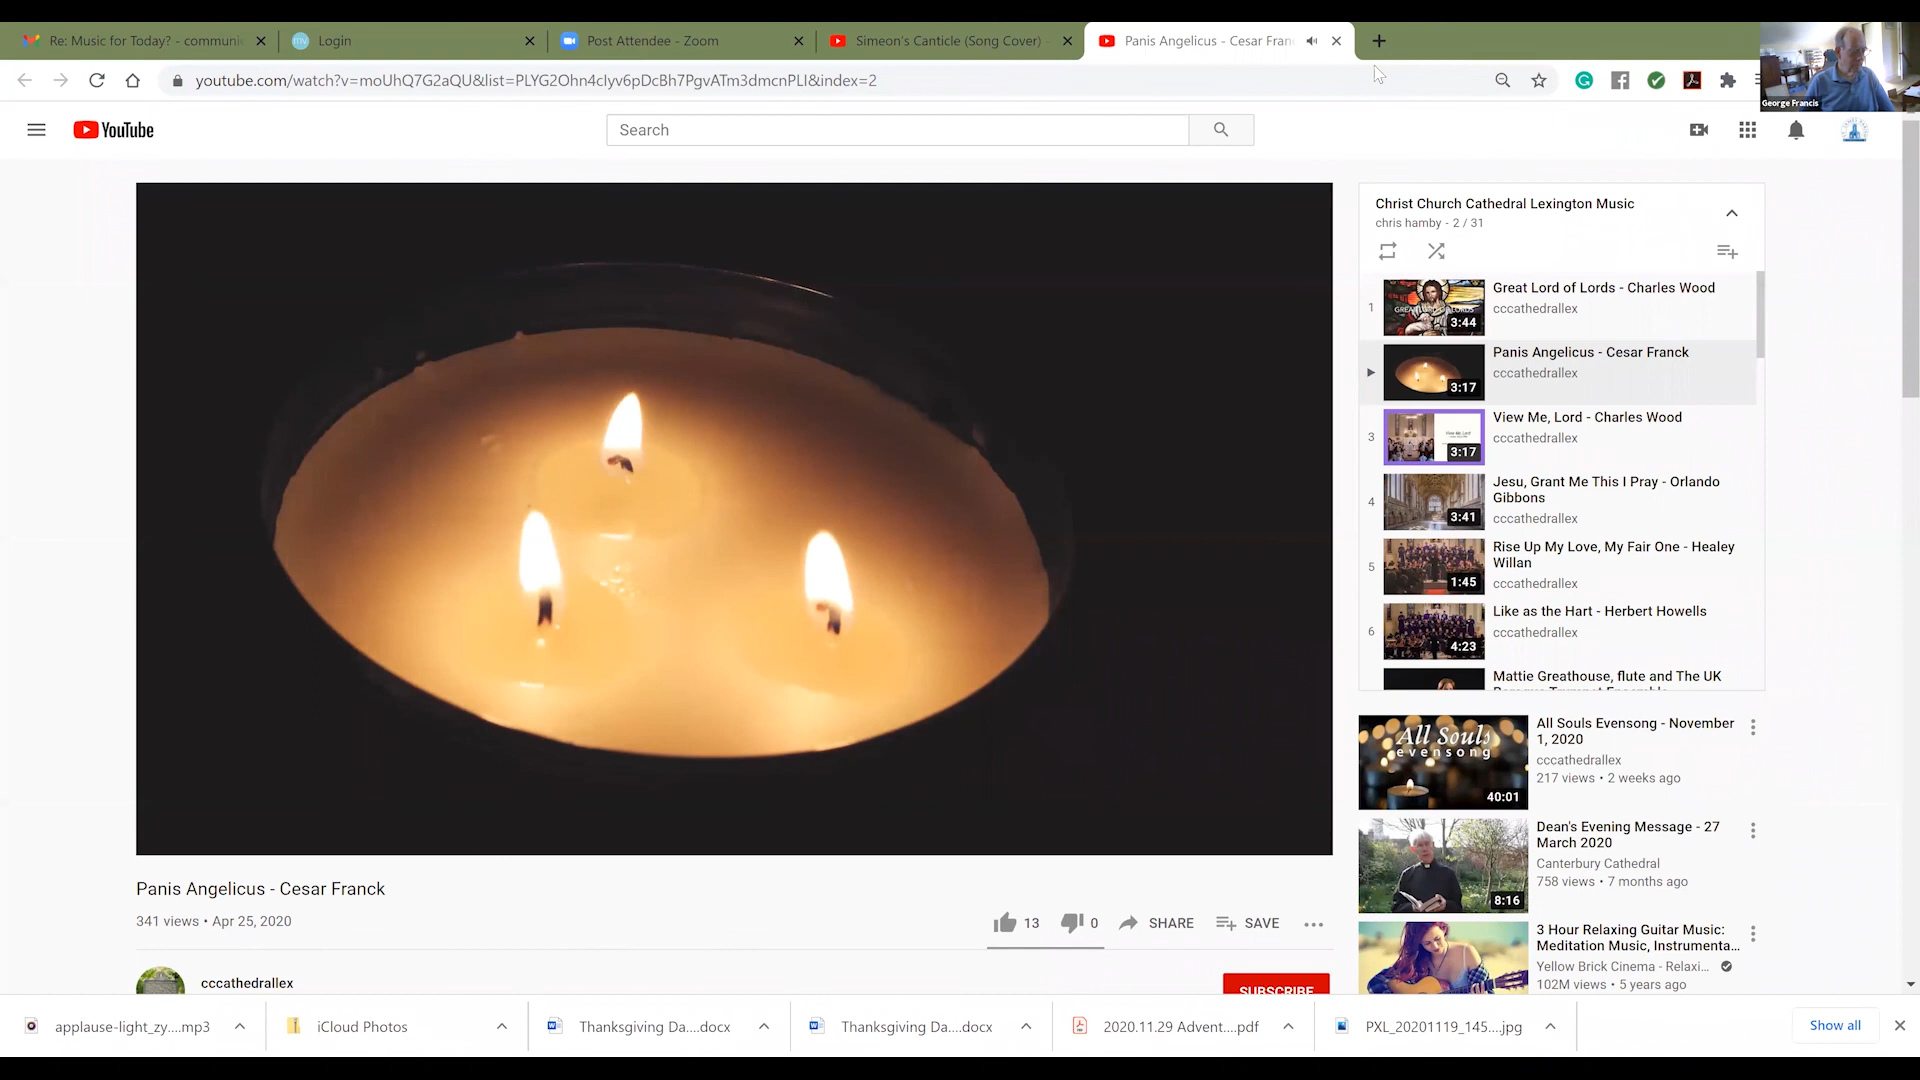 Re: Music for Today? - communi
Login
Post Attendee - Zoom
Simeon's Canticle (Song Cover) -
Panis Angelicus - Cesar Fran
youtube.com/watch?v=moUhQ7G2aQU&list=PLYG2Ohn4cIyv6pDcBh7PgvATm3dmcnPLI&index=2
George Francis
YouTube
Search
Christ Church Cathedral Lexington Music
chris hamby - 2 / 31
1
GREAT LORD OF LORDS
3:44
Great Lord of Lords - Charles Wood
cccathedrallex
3:17
Panis Angelicus - Cesar Franck
cccathedrallex
3
View Me, Lord
3:17
View Me, Lord - Charles Wood
cccathedrallex
4
3:41
Jesu, Grant Me This I Pray - Orlando
Gibbons
cccathedrallex
5
1:45
Rise Up My Love, My Fair One - Healey
Willan
cccathedrallex
6
4:23
Like as the Hart - Herbert Howells
cccathedrallex
Mattie Greathouse, flute and The UK
All Souls
evensong
40:01
All Souls Evensong - November
1, 2020
cccathedrallex
217 views • 2 weeks ago
8:16
Dean's Evening Message - 27
March 2020
Canterbury Cathedral
758 views • 7 months ago
3 Hour Relaxing Guitar Music:
Meditation Music, Instrumenta...
Yellow Brick Cinema - Relaxi...
102M views • 5 years ago
Panis Angelicus - Cesar Franck
341 views • Apr 25, 2020
13
0
SHARE
SAVE
cccathedrallex
SUBSCRIBE
applause-light_zy....mp3
iCloud Photos
Thanksgiving Da....docx
Thanksgiving Da....docx
2020.11.29 Advent....pdf
PXL_20201119_145....jpg
Show all